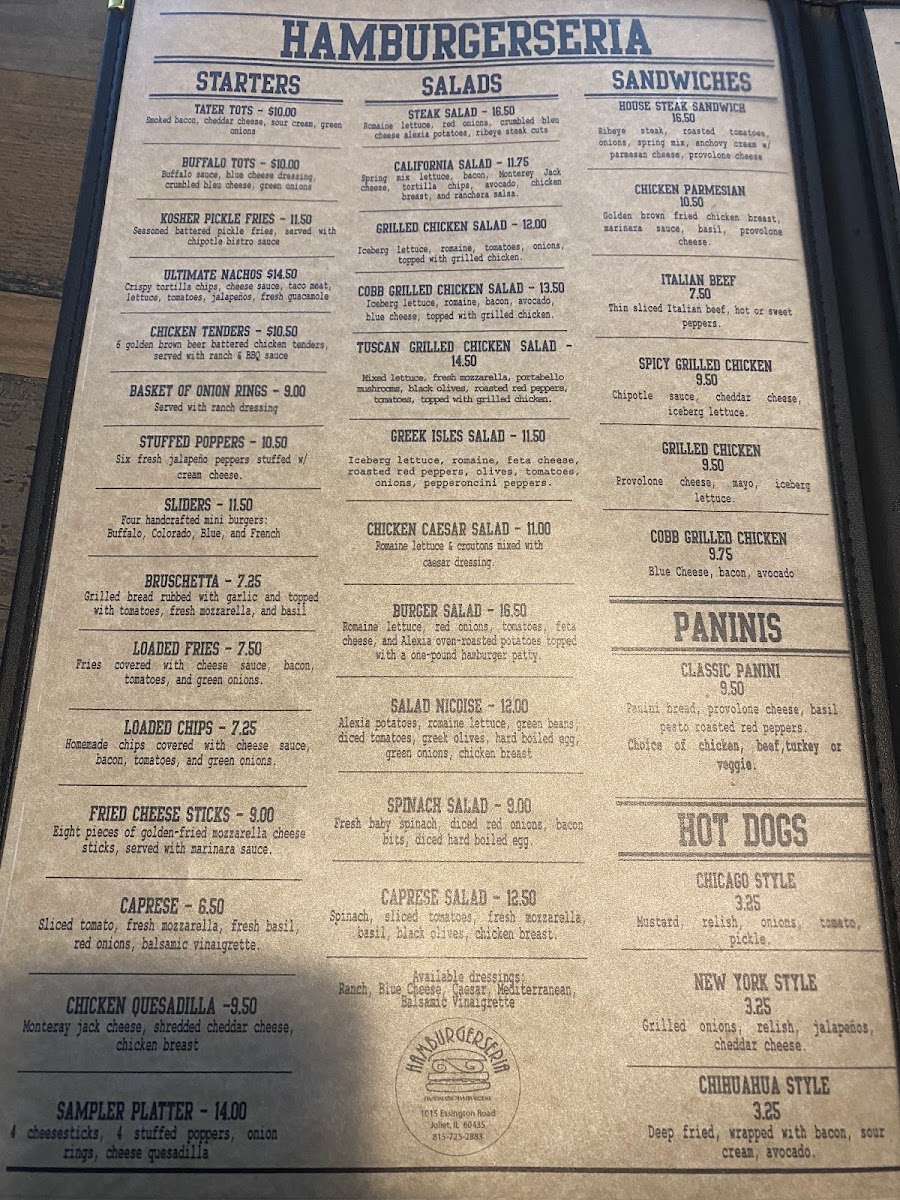 HAMBURGERSERIA
STARTERS
TATER TOTS - $10.00
Smoked bacon, cheddar cheese, sour cream, green
onions
BUFFALO TOTS - $10.00
Buffalo sauce, blue cheese dressing,
crumbled bleu cheese, green onions
KOSHER PICKLE FRIES - 11.50
Seasoned battered pickle fries, served with
chipotle bistro sauce
ULTIMATE NACHOS $14.50
Crispy tortilla chips, cheese sauce, taco meat,
lettuce, tomatoes, jalapeños, fresh guacamole
CHICKEN TENDERS - $10.50
6 golden brown beer battered chicken tenders,
served with ranch & BBQ sauce
BASKET OF ONION RINGS - 9.00
Served with ranch dressing
STUFFED POPPERS - 10.50
Six fresh jalapeño peppers stuffed w/
cream cheese.
SLIDERS - 11.50
Four handcrafted mini burgers:
Buffalo, Colorado, Blue, and French
BRUSCHETTA - 7.25
Grilled bread rubbed with garlic and topped
with tomatoes, fresh mozzarella, and basil
LOADED FRIES - 7.50
Fries covered with cheese sauce, bacon,
tomatoes, and green onions.
LOADED CHIPS - 7.25
Homemade chips covered with cheese sauce,
bacon, tomatoes, and green onions.
FRIED CHEESE STICKS - 9.00
Eight pieces of golden-fried mozzarella cheese
sticks, served with marinara sauce.
CAPRESE - 6.50
Sliced tomato, fresh mozzarella, fresh basil,
red onions, balsamic vinaigrette.
CHICKEN QUESADILLA -9.50
Monteray jack cheese, shredded cheddar cheese,
chicken breast
SAMPLER PLATTER - 14.00
4 cheesesticks, 4 stuffed poppers, onion
rings, cheese quesadilla
SALADS
STEAK SALAD - 16.50
Romaine lettuce, red onions, crumbled bleu
cheese alexia potatoes, ribeye steak cuts
CALIFORNIA SALAD - 11.75
Spring mix lettuce, bacon, Monterey Jack
cheese, tortilla chips, avocado, chicken
breast, and ranchera salsa.
GRILLED CHICKEN SALAD - 12.00
Iceberg lettuce, romaine, tomatoes, onions,
topped with grilled chicken.
COBB GRILLED CHICKEN SALAD - 13.50
Iceberg lettuce, romaine, bacon, avocado,
blue cheese, topped with grilled chicken.
TUSCAN GRILLED CHICKEN SALAD -
14.50
Mixed lettuce, fresh mozzarella, portabello
mushrooms, black olives, roasted red peppers,
tomatoes, topped with grilled chicken.
GREEK ISLES SALAD - 11.50
Iceberg lettuce, romaine, feta cheese,
roasted red peppers, olives, tomatoes,
onions, pepperoncini peppers.
CHICKEN CAESAR SALAD - 11.00
Romaine lettuce & croutons mixed with
caesar dressing.
BURGER SALAD - 16.50
Romaine lettuce, red onions, tomatoes, feta
cheese, and Alexia oven-roasted potatoes topped
with a one-pound hamburger patty.
SALAD NICOISE - 12.00
Alexia potatoes, romaine lettuce, green beans,
diced tomatoes, greek olives, hard boiled egg,
green onions, chicken breast
SPINACH SALAD - 9.00
Fresh baby spinach, diced red onions, bacon
bits, diced hard boiled egg.
CAPRESE SALAD - 12.50
Spinach, sliced tomatoes, fresh mozzarella,
basil, black olives, chicken breast.
Available dressings:
Ranch, Blue Cheese, Caesar, Mediterranean,
Balsamic Vinaigrette
HAMBURGERSERIA
HANDMADE HAMBURGERS
1015 Essington Road
Joliet, IL 60435
815-725-2883
SANDWICHES
HOUSE STEAK SANDWICH
16.50
Ribeye steak, roasted tomatoes,
onions, spring mix, anchovy cream w/
parmesan cheese, provolone cheese
CHICKEN PARMESIAN
10.50
Golden brown fried chicken breast,
marinara sauce, basil, provolone
cheese.
ITALIAN BEEF
7.50
Thin sliced Italian beef, hot or sweet
peppers.
SPICY GRILLED CHICKEN
9.50
Chipotle sauce, cheddar cheese,
iceberg lettuce.
GRILLED CHICKEN
9.50
Provolone cheese, mayo, iceberg
lettuce.
COBB GRILLED CHICKEN
9.75
Blue Cheese, bacon, avocado
PANINIS
CLASSIC PANINI
9.50
Panini bread, provolone cheese, basil
pesto roasted red peppers.
Choice of chicken, beef,turkey or
veggie.
HOT DOGS
CHICAGO STYLE
3.25
Mustard, relish, onions, tomato,
pickle.
NEW YORK STYLE
3.25
Grilled onions, relish, jalapeños,
cheddar cheese.
CHIHUAHUA STYLE
3.25
Deep fried, wrapped with bacon, sour
cream, avocado.